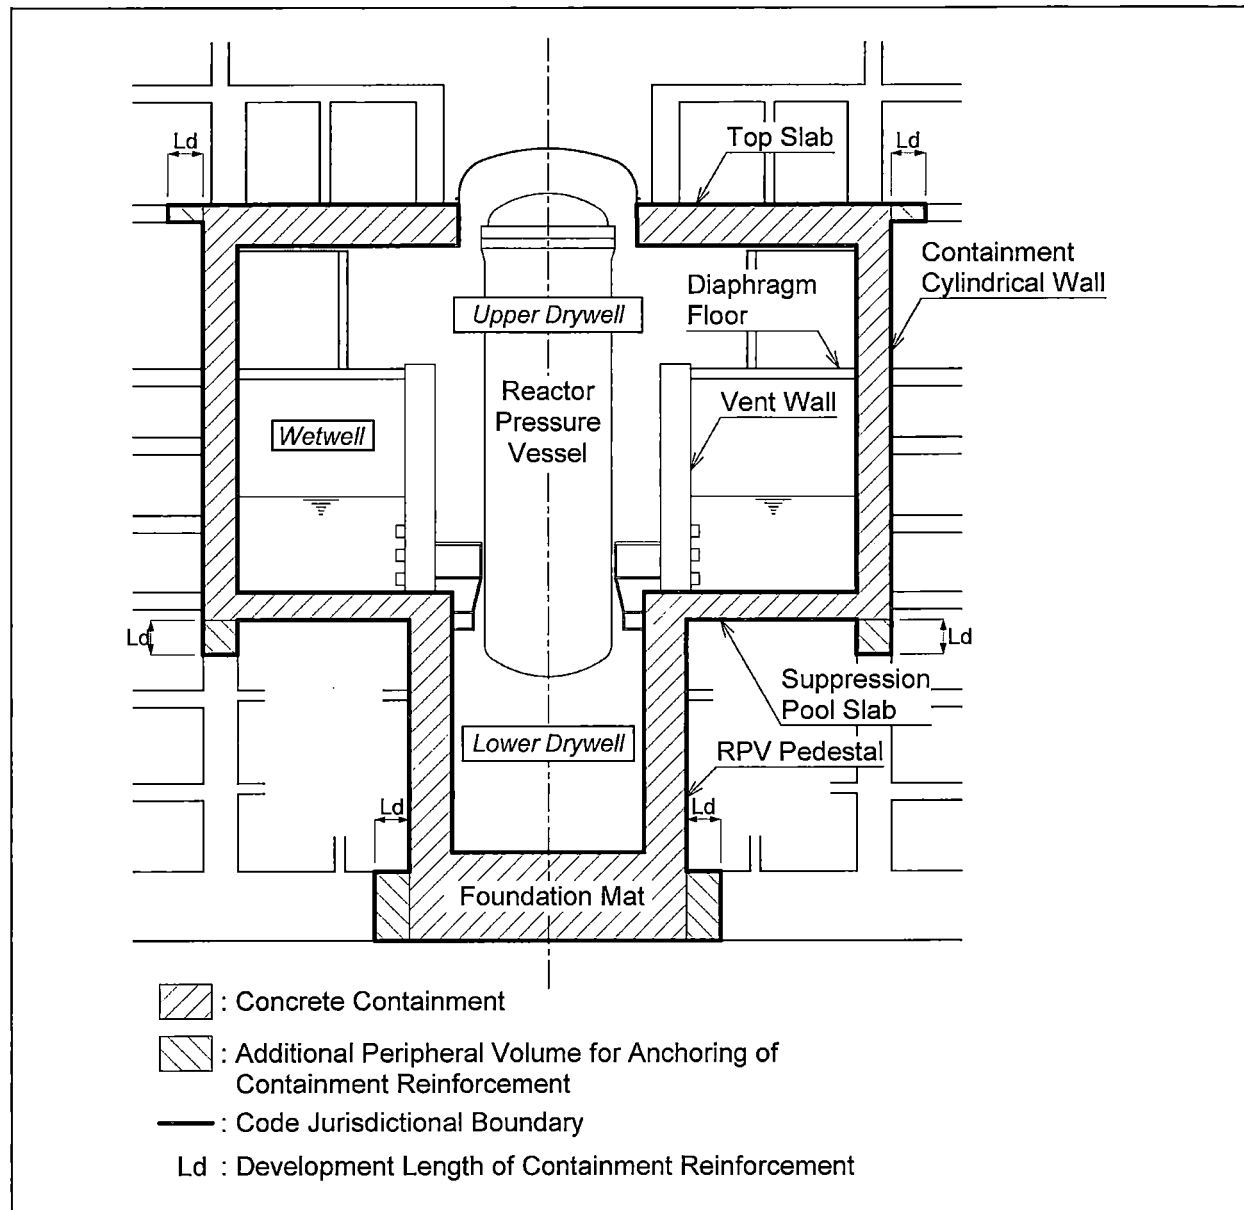 Ld
Top Slab
Ld
Containment
Cylindrical Wall
Diaphragm
Floor
Upper Drywell
Reactor
Pressure
Vessel
Vent Wall
Wetwell
Ld
Ld
Suppression
Pool Slab
Lower Drywell
RPV Pedestal
Ld
Ld
Foundation Mat
: Concrete Containment
: Additional Peripheral Volume for Anchoring of
Containment Reinforcement
: Code Jurisdictional Boundary
Ld : Development Length of Containment Reinforcement